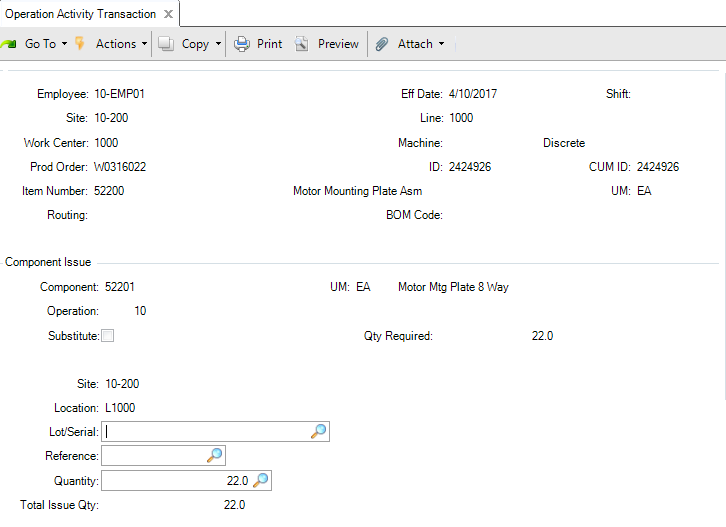 Operation Activity Transaction
Go To Actions Copy Print Preview Attach
Employee: 10-EMP01 Eff Date: 4/10/2017 Shift:
Site: 10-200 Line: 1000
Work Center: 1000 Machine: Discrete
Prod Order: W0316022 ID: 2424926 CUM ID: 2424926
Item Number: 52200 Motor Mounting Plate Asm UM: EA
Routing: BOM Code:
Component Issue
Component: 52201 UM: EA Motor Mtg Plate 8 Way
Operation: 10
Substitute: Qty Required: 22.0
Site: 10-200
Location: L1000
Lot/Serial:
Reference:
Quantity: 22.0
Total Issue Qty: 22.0